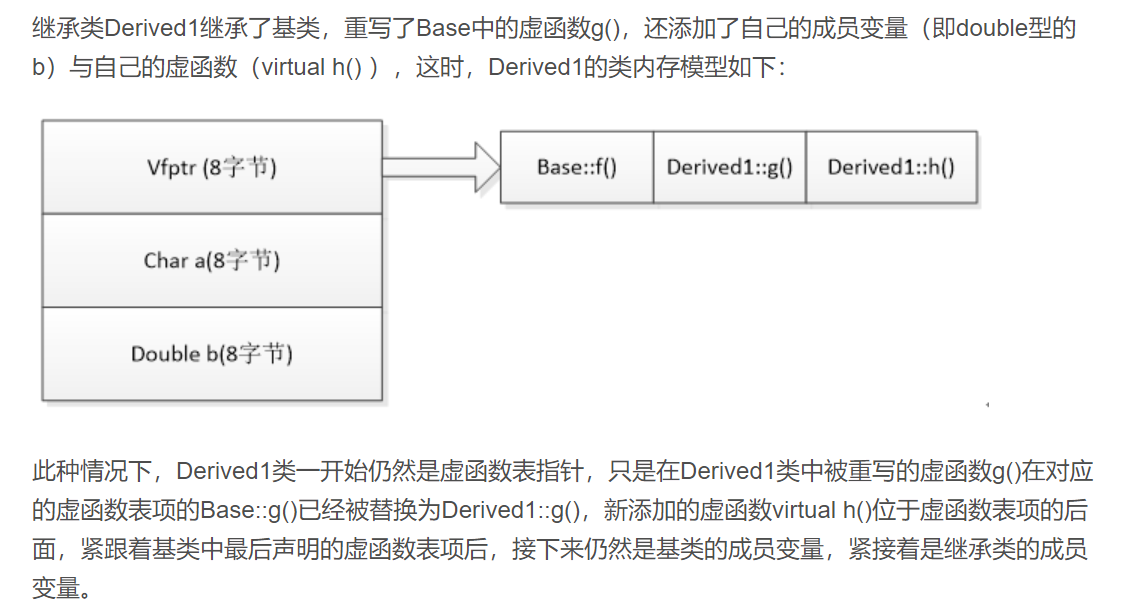 继承类Derived1继承了基类，重写了Base中的虚函数g()，还添加了自己的成员变量（即double型的
b）与自己的虚函数（virtual h() ），这时，Derived1的类内存模型如下：
Vfptr (8字节)
Base::f()
Derived1::g()
Derived1::h()
Char a(8字节)
Double b(8字节)
此种情况下，Derived1类一开始仍然是虚函数表指针，只是在Derived1类中被重写的虚函数g()在对应
的虚函数表项的Base::g()已经被替换为Derived1::g()，新添加的虚函数virtual h()位于虚函数表项的后
面，紧跟着基类中最后声明的虚函数表项后，接下来仍然是基类的成员变量，紧接着是继承类的成员
变量。